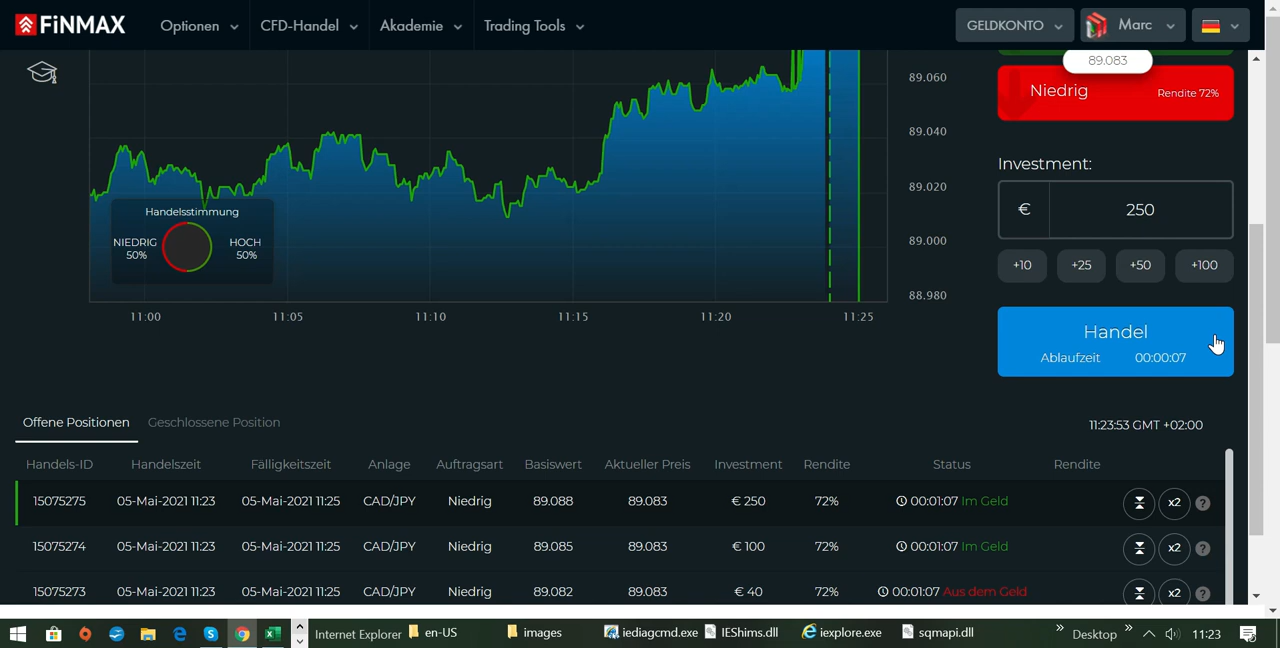 FiNMAX Optionen CFD-Handel Akademie Trading Tools GELDKONTO Marc
89.083
89.060
89.040
89.020
89.000
88.980
Handelsstimmung
NIEDRIG 50%
HOCH 50%
11:00 11:05 11:10 11:15 11:20 11:25
Niedrig Rendite 72%
Investment:
€ 250
+10 +25 +50 +100
Handel
Ablaufzeit 00:00:07
Offene Positionen Geschlossene Position 11:23:53 GMT +02:00
Handels-ID Handelszeit Fälligkeitszeit Anlage Auftragsart Basiswert Aktueller Preis Investment Rendite Status Rendite
15075275 05-Mai-2021 11:23 05-Mai-2021 11:25 CAD/JPY Niedrig 89.088 89.083 € 250 72% 00:01:07 Im Geld x2 ?
15075274 05-Mai-2021 11:23 05-Mai-2021 11:25 CAD/JPY Niedrig 89.085 89.083 € 100 72% 00:01:07 Im Geld x2 ?
15075273 05-Mai-2021 11:23 05-Mai-2021 11:25 CAD/JPY Niedrig 89.082 89.083 € 40 72% 00:01:07 Aus dem Geld x2 ?
Internet Explorer en-US images iediagcmd.exe IEShims.dll iexplore.exe sqmapi.dll » Desktop » 11:23